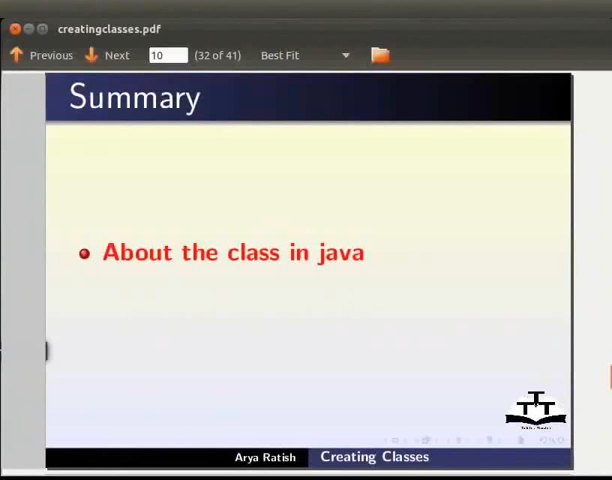 creatingclasses.pdf
Previous Next 10 (32 of 41) Best Fit
Summary
About the class in java
Arya Ratish Creating Classes